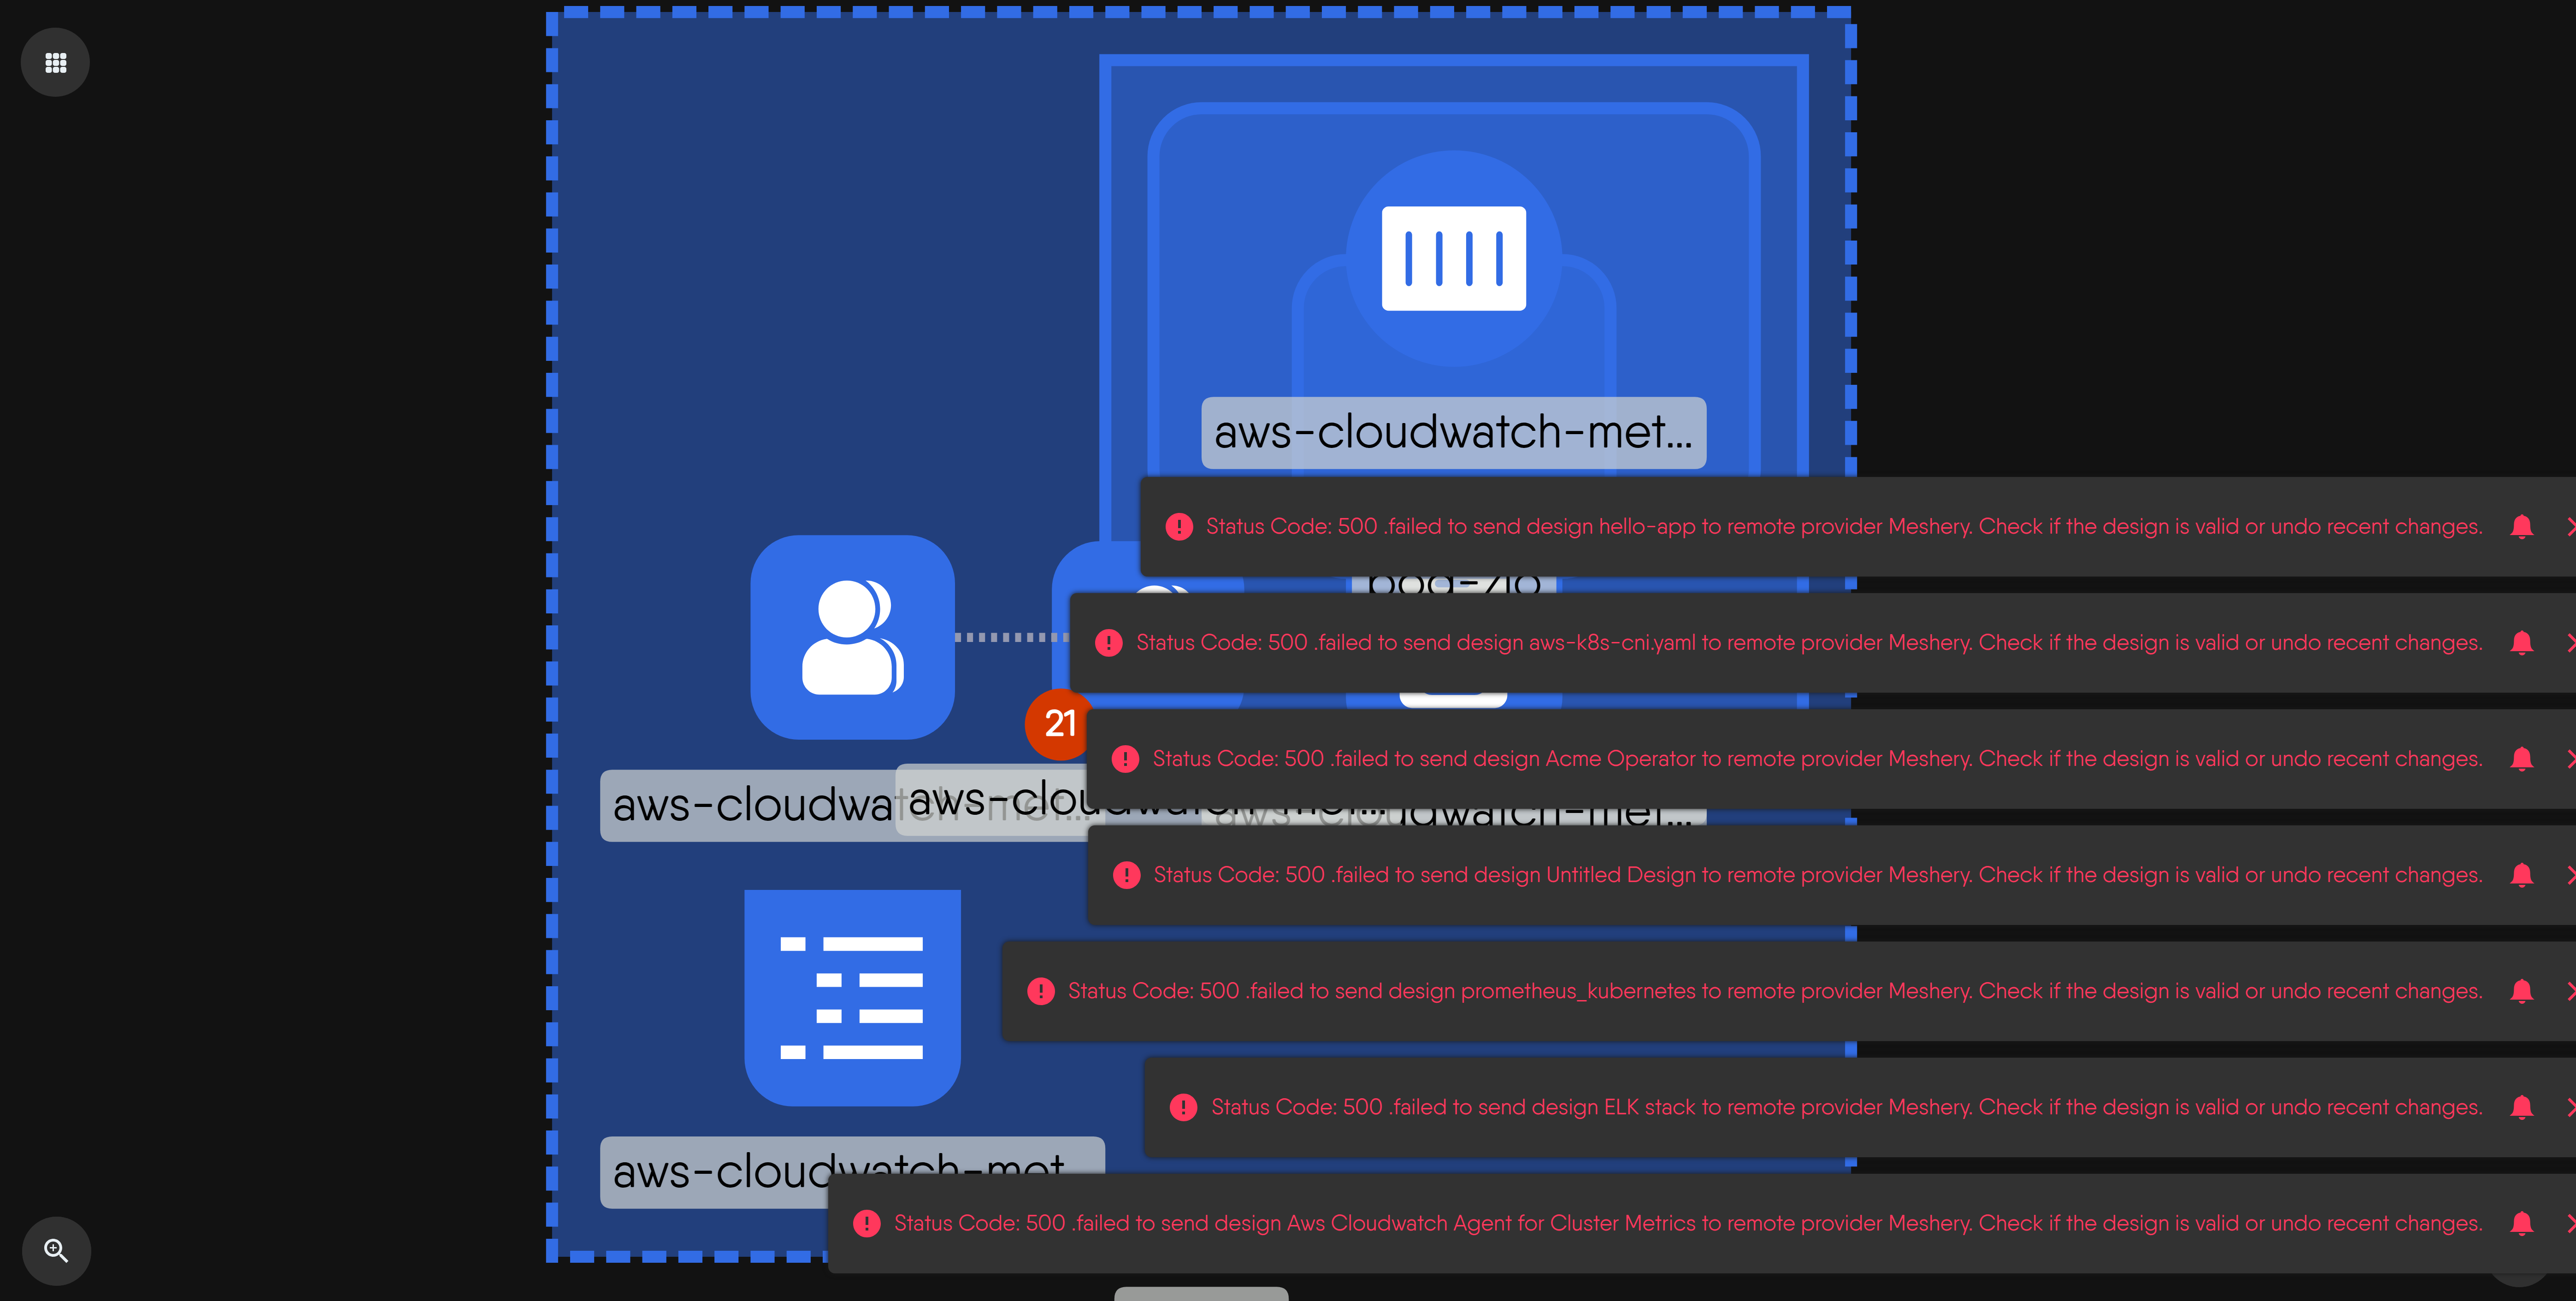 aws-cloudwatch-met...
Status Code: 500 .failed to send design hello-app to remote provider Meshery. Check if the design is valid or undo recent changes.
Status Code: 500 .failed to send design aws-k8s-cni.yaml to remote provider Meshery. Check if the design is valid or undo recent changes.
21
Status Code: 500 .failed to send design Acme Operator to remote provider Meshery. Check if the design is valid or undo recent changes.
aws-cloudwatch-met...
aws-cloudwatch-met...
aws-cloudwatch-met...
Status Code: 500 .failed to send design Untitled Design to remote provider Meshery. Check if the design is valid or undo recent changes.
Status Code: 500 .failed to send design prometheus_kubernetes to remote provider Meshery. Check if the design is valid or undo recent changes.
Status Code: 500 .failed to send design ELK stack to remote provider Meshery. Check if the design is valid or undo recent changes.
aws-cloudwatch-met
Status Code: 500 .failed to send design Aws Cloudwatch Agent for Cluster Metrics to remote provider Meshery. Check if the design is valid or undo recent changes.